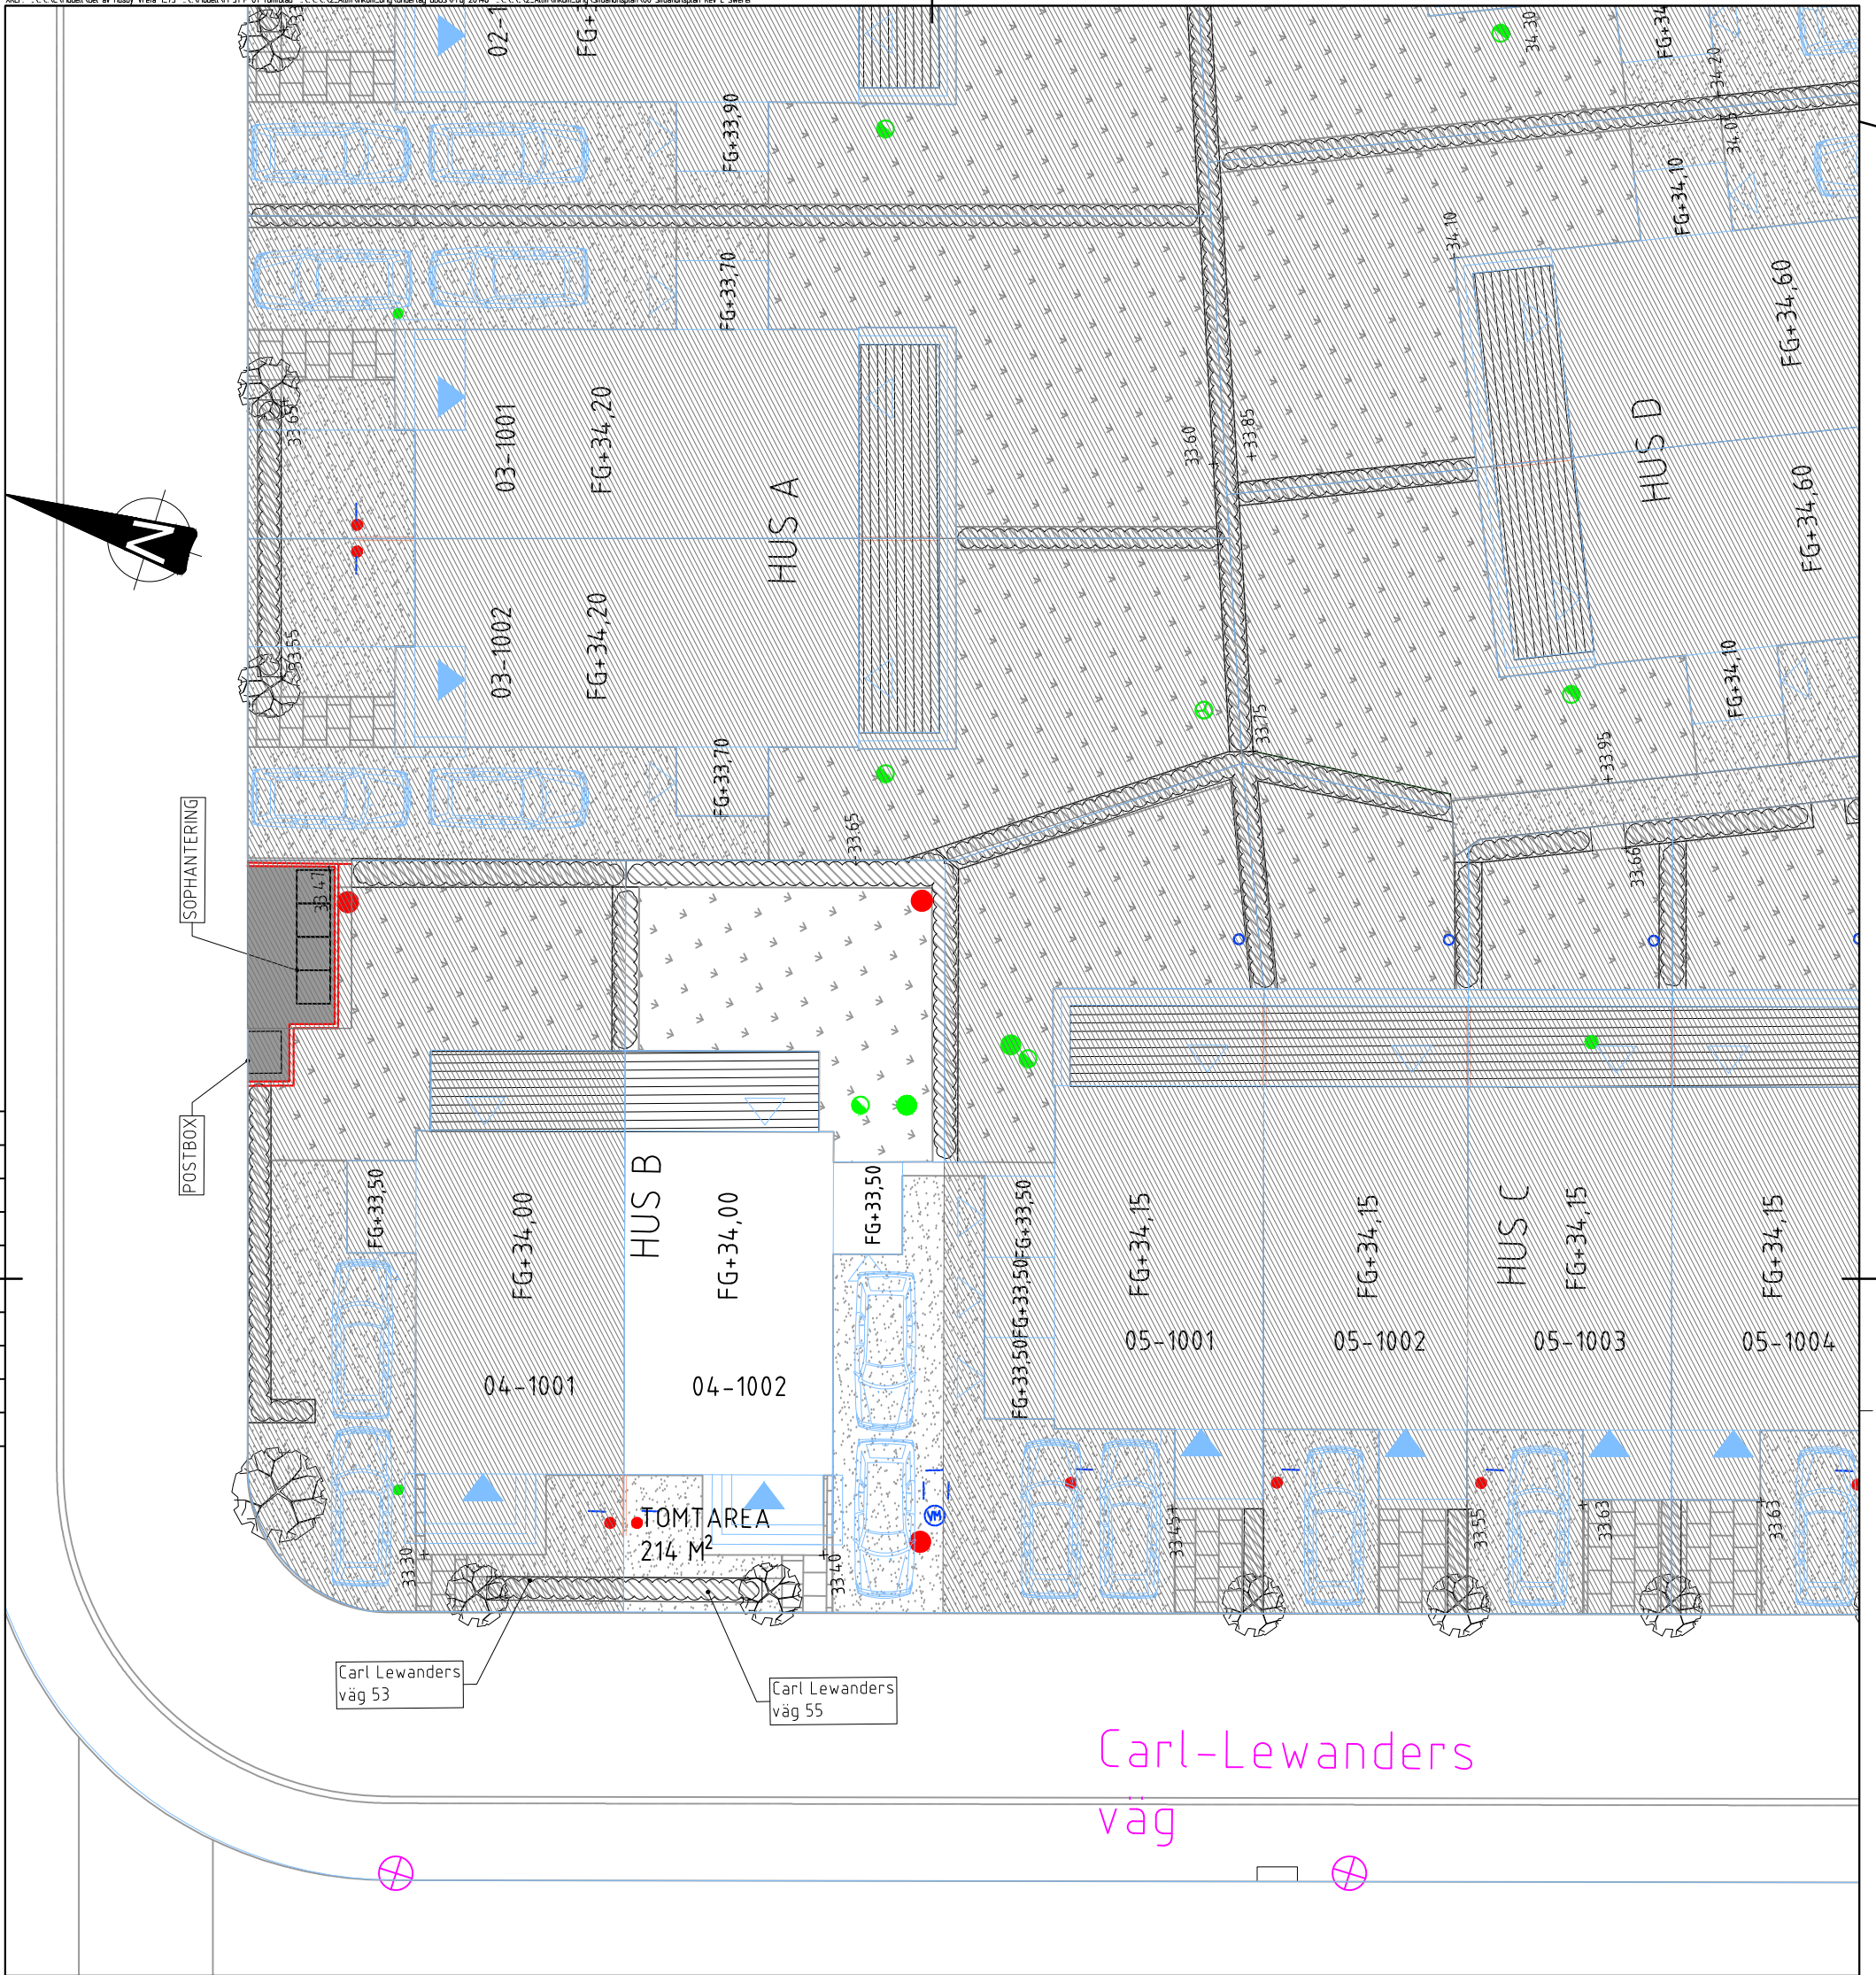 02-1
FG+
34.30
FG+34
34.20
FG+33,90
34.05
FG+34,10
34.10
FG+33,70
FG+34,60
33.65
03-1001
FG+34,20
HUS A
33.60
+33,85
HUS D
FG+34,60
N
03-1002
FG+34,20
33.55
FG+33,70
33.75
FG+34,10
+33.95
SOPHANTERING
33.47
33.65
33.66
POSTBOX
FG+33,50
FG+34,00
HUS B
FG+34,00
FG+33,50
FG+33,50
FG+33,50
FG+33,50
FG+34,15
FG+34,15
HUS C
FG+34,15
FG+34,15
04-1001
04-1002
05-1001
05-1002
05-1003
05-1004
TOMTAREA
214 M²
VM
33.30
33.40
33.45
33.55
33.63
33.63
Carl Lewanders
väg 53
Carl Lewanders
väg 55
Carl-Lewanders
väg